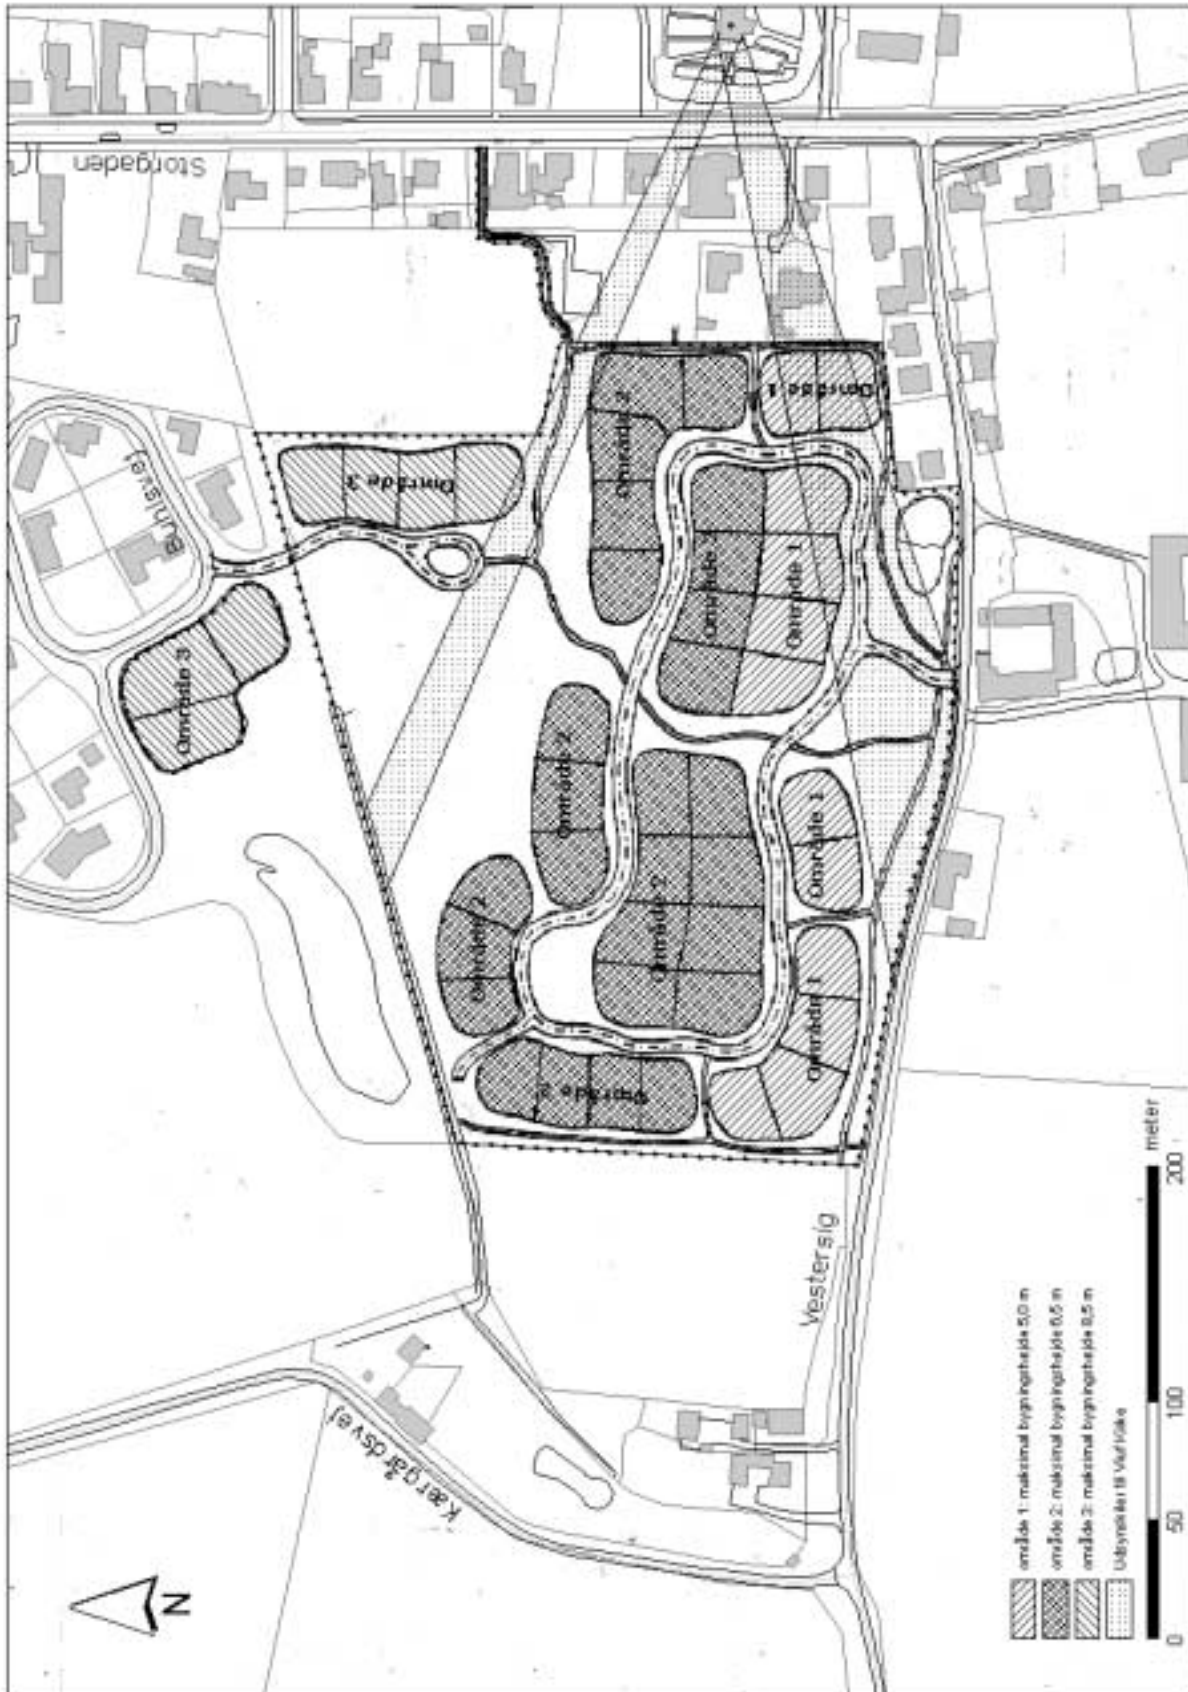 Storgaden
Buhlsvej
Område 3
Område 3
Område 2
Område 1
Område
Område 1
Område 2
Område 2
Område 2
Område 1
Område 1
Område 2
Vestersig
Kærgårdsvej
N
område 1: maksimal bygningshøjde 5,0 m
område 2: maksimal bygningshøjde 6,5 m
område 3: maksimal bygningshøjde 8,5 m
til
0 50 100 200
meter